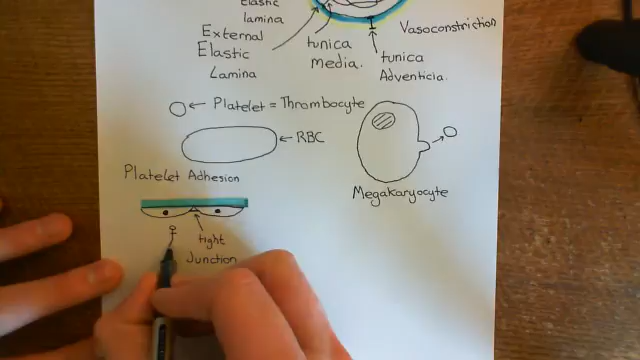 Elastic
lamina
External
Elastic
Lamina
tunica
media.
Vasoconstriction
tunica
Adventicia.
Platelet = Thrombocyte
RBC
Megakaryocyte
Platelet Adhesion
tight
Junction